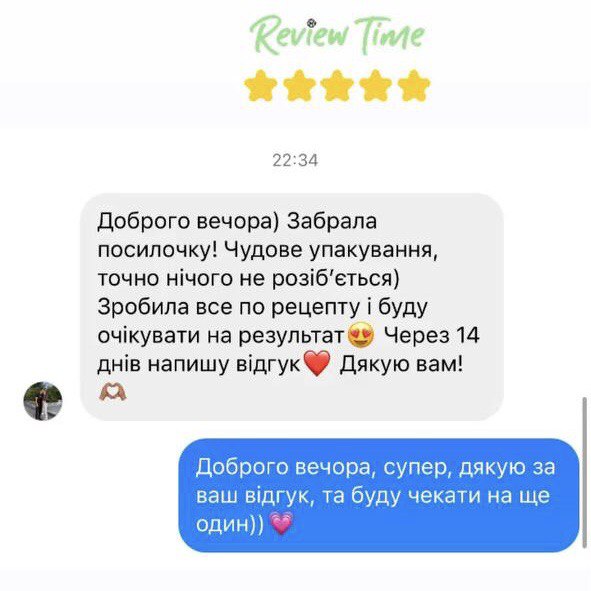 Review Time
22:34
Доброго вечора) Забрала
посилочку! Чудове упакування,
точно нічого не розіб’ється)
Зробила все по рецепту і буду
очікувати на результат😍 Через 14
днів напишу відгук❤️ Дякую вам!
🫶🏽
Доброго вечора, супер, дякую за
ваш відгук, та буду чекати на ще
один)) 💗